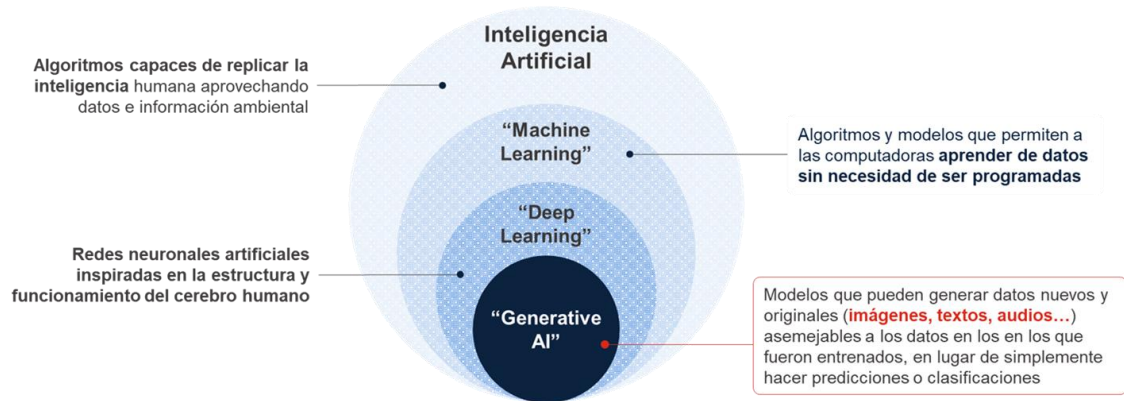 Inteligencia
Artificial
Algoritmos capaces de replicar la
inteligencia humana aprovechando
datos e información ambiental
“Machine
Learning”
Algoritmos y modelos que permiten a
las computadoras aprender de datos
sin necesidad de ser programadas
“Deep
Learning”
Redes neuronales artificiales
inspiradas en la estructura y
funcionamiento del cerebro humano
“Generative
AI”
Modelos que pueden generar datos nuevos y
originales (imágenes, textos, audios…)
asemejables a los datos en los en los que
fueron entrenados, en lugar de simplemente
hacer predicciones o clasificaciones